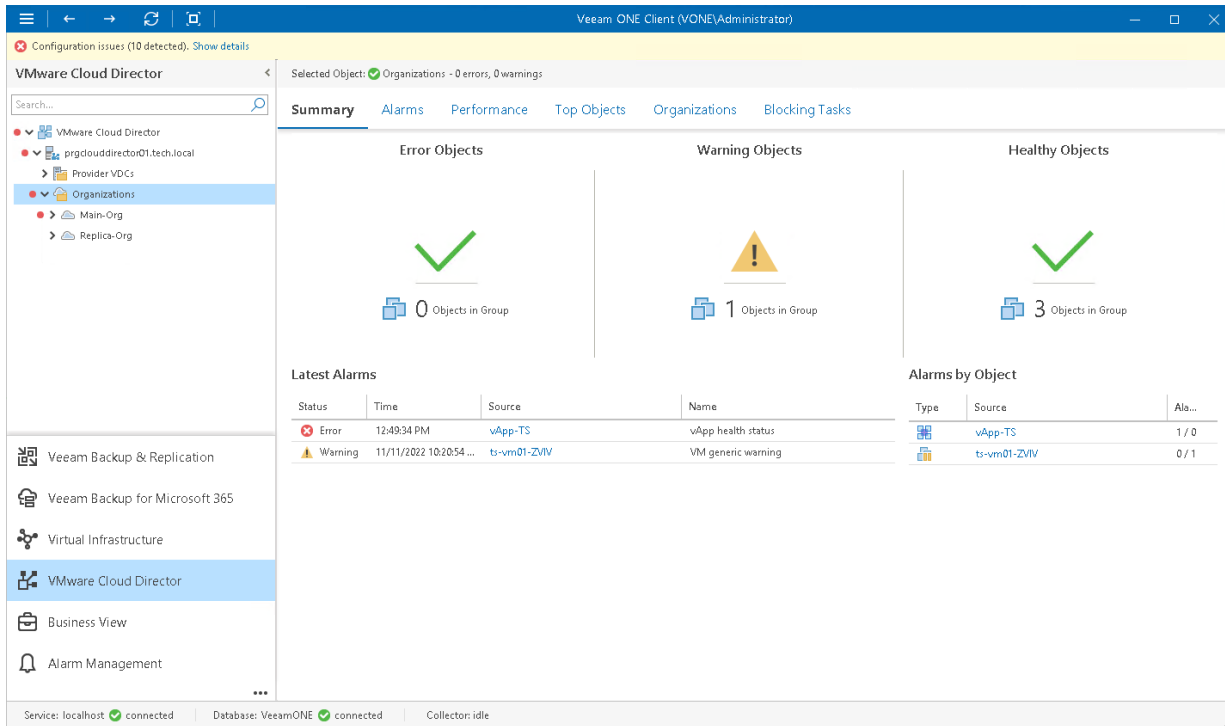 Veeam ONE Client (VONE\Administrator)
Configuration issues (10 detected). Show details
VMware Cloud Director
Selected Object: Organizations - 0 errors, 0 warnings
Search...
Summary Alarms Performance Top Objects Organizations Blocking Tasks
VMware Cloud Director
prgclouddirector01.tech.local
Provider VDCs
Organizations
Main-Org
Replica-Org
Error Objects Warning Objects Healthy Objects
0 Objects in Group 1 Objects in Group 3 Objects in Group
Latest Alarms
Status Time Source Name
Error 12:49:34 PM vApp-TS vApp health status
Warning 11/11/2022 10:20:54 ... ts-vm01-ZVIV VM generic warning
Alarms by Object
Type Source Ala...
vApp-TS 1 / 0
ts-vm01-ZVIV 0 / 1
Veeam Backup & Replication
Veeam Backup for Microsoft 365
Virtual Infrastructure
VMware Cloud Director
Business View
Alarm Management
Service: localhost connected Database: VeeamONE connected Collector: idle